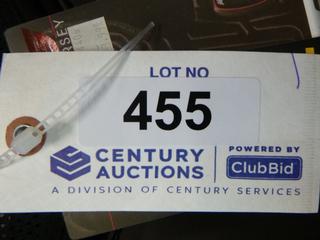 LOT NO
455
CENTURY
AUCTIONS
POWERED BY
ClubBid
A DIVISION OF CENTURY SERVICES